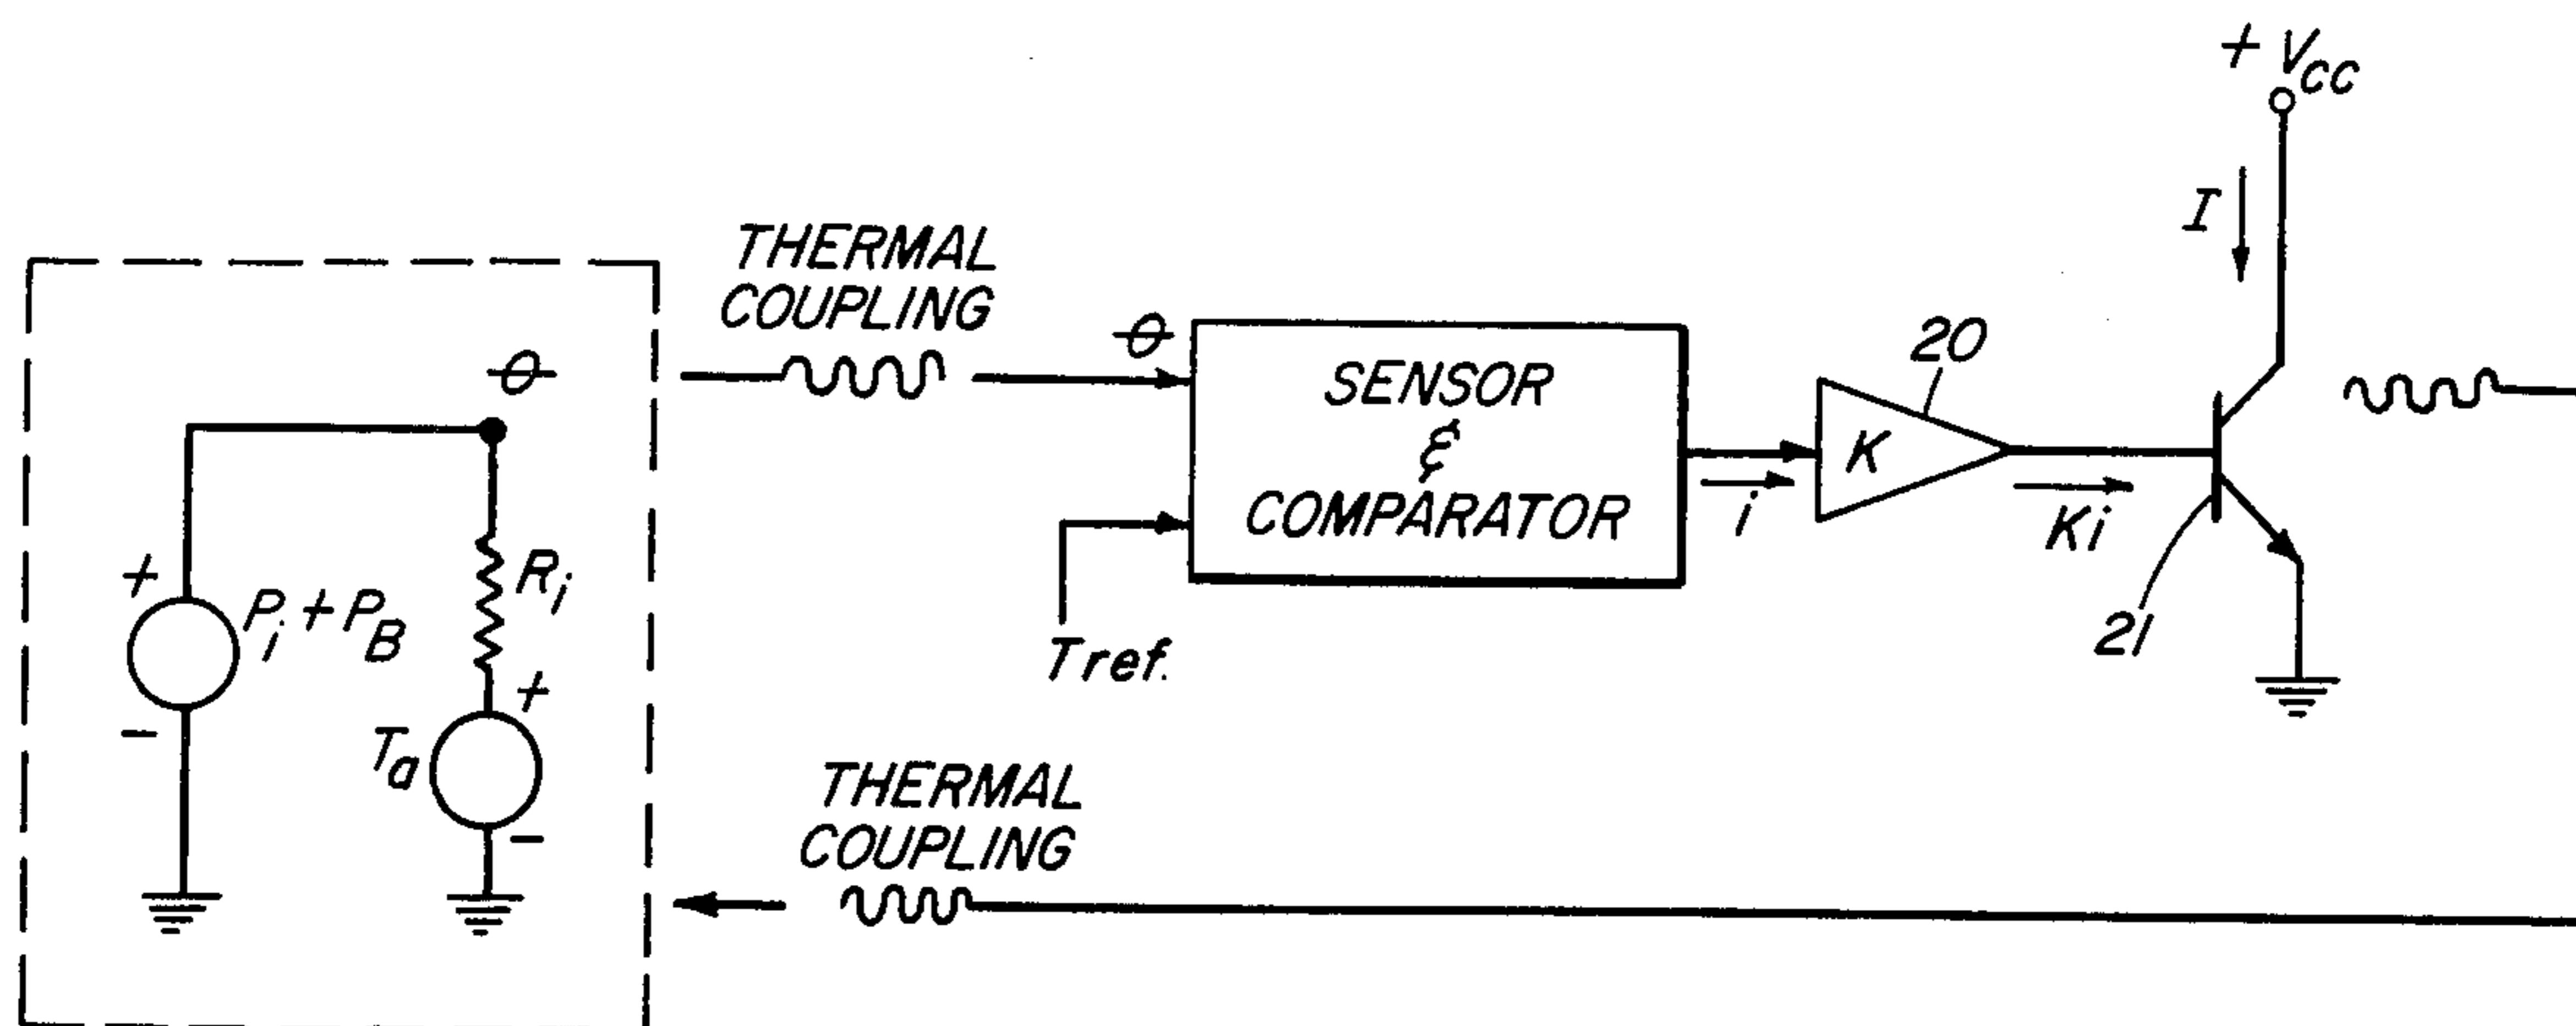 + VCC
I
THERMAL
COUPLING
θ
θ
SENSOR
&
COMPARATOR
20
K
i
Ki
21
Tref.
+
Pi + PB
-
Ri
+
Ta
-
THERMAL
COUPLING